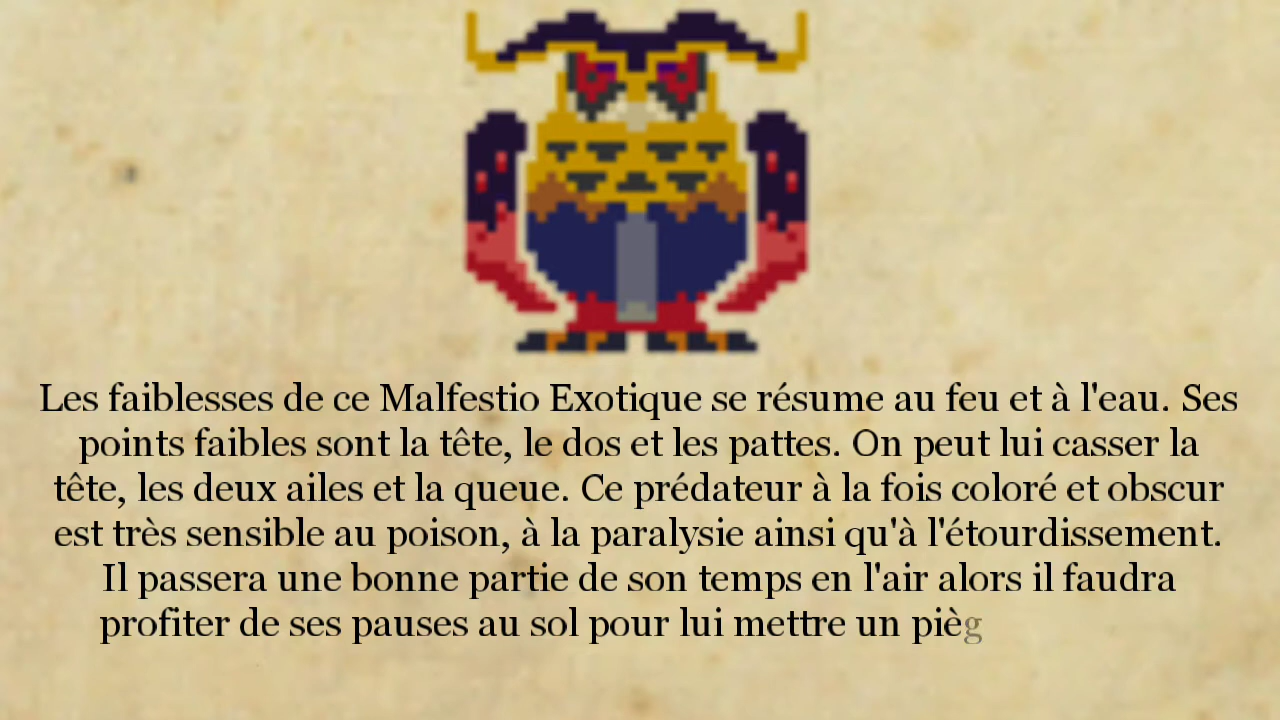 Les faiblesses de ce Malfestio Exotique se résume au feu et à l'eau. Ses
points faibles sont la tête, le dos et les pattes. On peut lui casser la
tête, les deux ailes et la queue. Ce prédateur à la fois coloré et obscur
est très sensible au poison, à la paralysie ainsi qu'à l'étourdissement.
Il passera une bonne partie de son temps en l'air alors il faudra
profiter de ses pauses au sol pour lui mettre un pièg